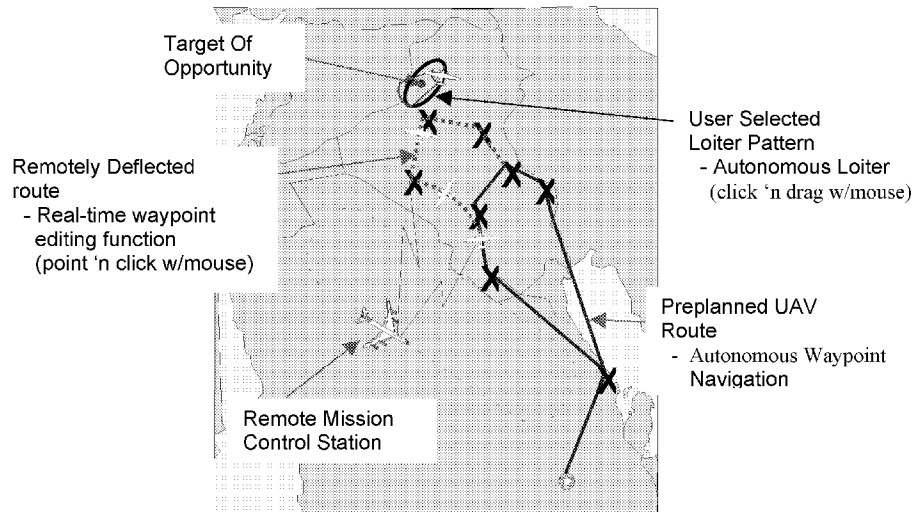 Target Of
Opportunity
User Selected
Loiter Pattern
- Autonomous Loiter
(click 'n drag w/mouse)
Remotely Deflected
route
- Real-time waypoint
editing function
(point 'n click w/mouse)
Preplanned UAV
Route
- Autonomous Waypoint
Navigation
Remote Mission
Control Station